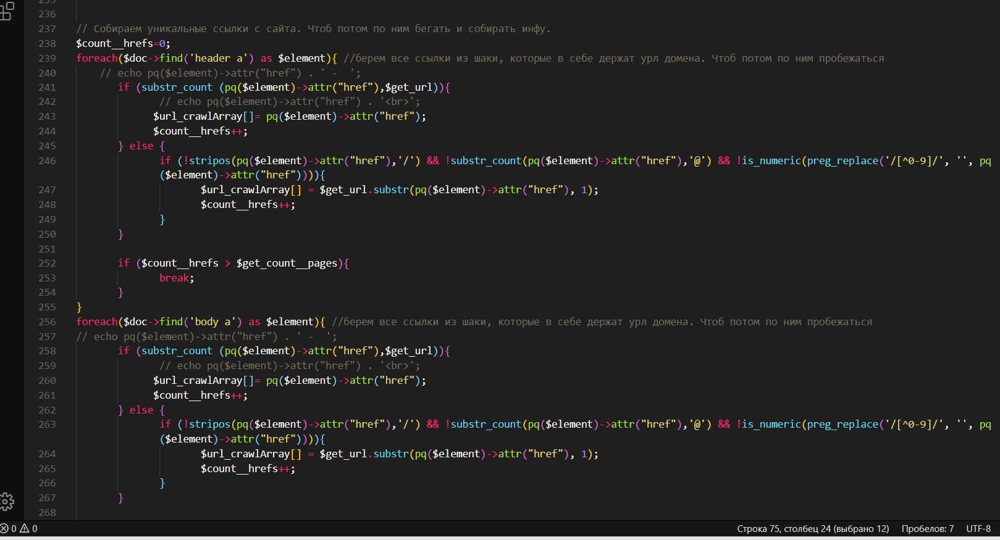 235
236
237 // Собираем уникальные ссылки с сайта. Чтоб потом по ним бегать и собирать инфу.
238 $count__hrefs=0;
239 foreach($doc->find('header a') as $element){ //берем все ссылки из шаки, которые в себе держат урл домена. Чтоб потом по ним пробежаться
240 // echo pq($element)->attr("href") . ' -  ';
241 if (substr_count (pq($element)->attr("href"),$get_url)){
242 // echo pq($element)->attr("href") . '<br>';
243 $url_crawlArray[]= pq($element)->attr("href");
244 $count__hrefs++;
245 } else {
246 if (!stripos(pq($element)->attr("href"),'/') && !substr_count(pq($element)->attr("href"),'@') && !is_numeric(preg_replace('/[^0-9]/', '', pq
($element)->attr("href")))){
247 $url_crawlArray[] = $get_url.substr(pq($element)->attr("href"), 1);
248 $count__hrefs++;
249 }
250 }
251
252 if ($count__hrefs > $get_count__pages){
253 break;
254 }
255 }
256 foreach($doc->find('body a') as $element){ //берем все ссылки из шаки, которые в себе держат урл домена. Чтоб потом по ним пробежаться
257 // echo pq($element)->attr("href") . ' -  ';
258 if (substr_count (pq($element)->attr("href"),$get_url)){
259 // echo pq($element)->attr("href") . '<br>';
260 $url_crawlArray[]= pq($element)->attr("href");
261 $count__hrefs++;
262 } else {
263 if (!stripos(pq($element)->attr("href"),'/') && !substr_count(pq($element)->attr("href"),'@') && !is_numeric(preg_replace('/[^0-9]/', '', pq
($element)->attr("href")))){
264 $url_crawlArray[] = $get_url.substr(pq($element)->attr("href"), 1);
265 $count__hrefs++;
266 }
267 }
268
0 0 Строка 75, столбец 24 (выбрано 12) Пробелов: 7 UTF-8